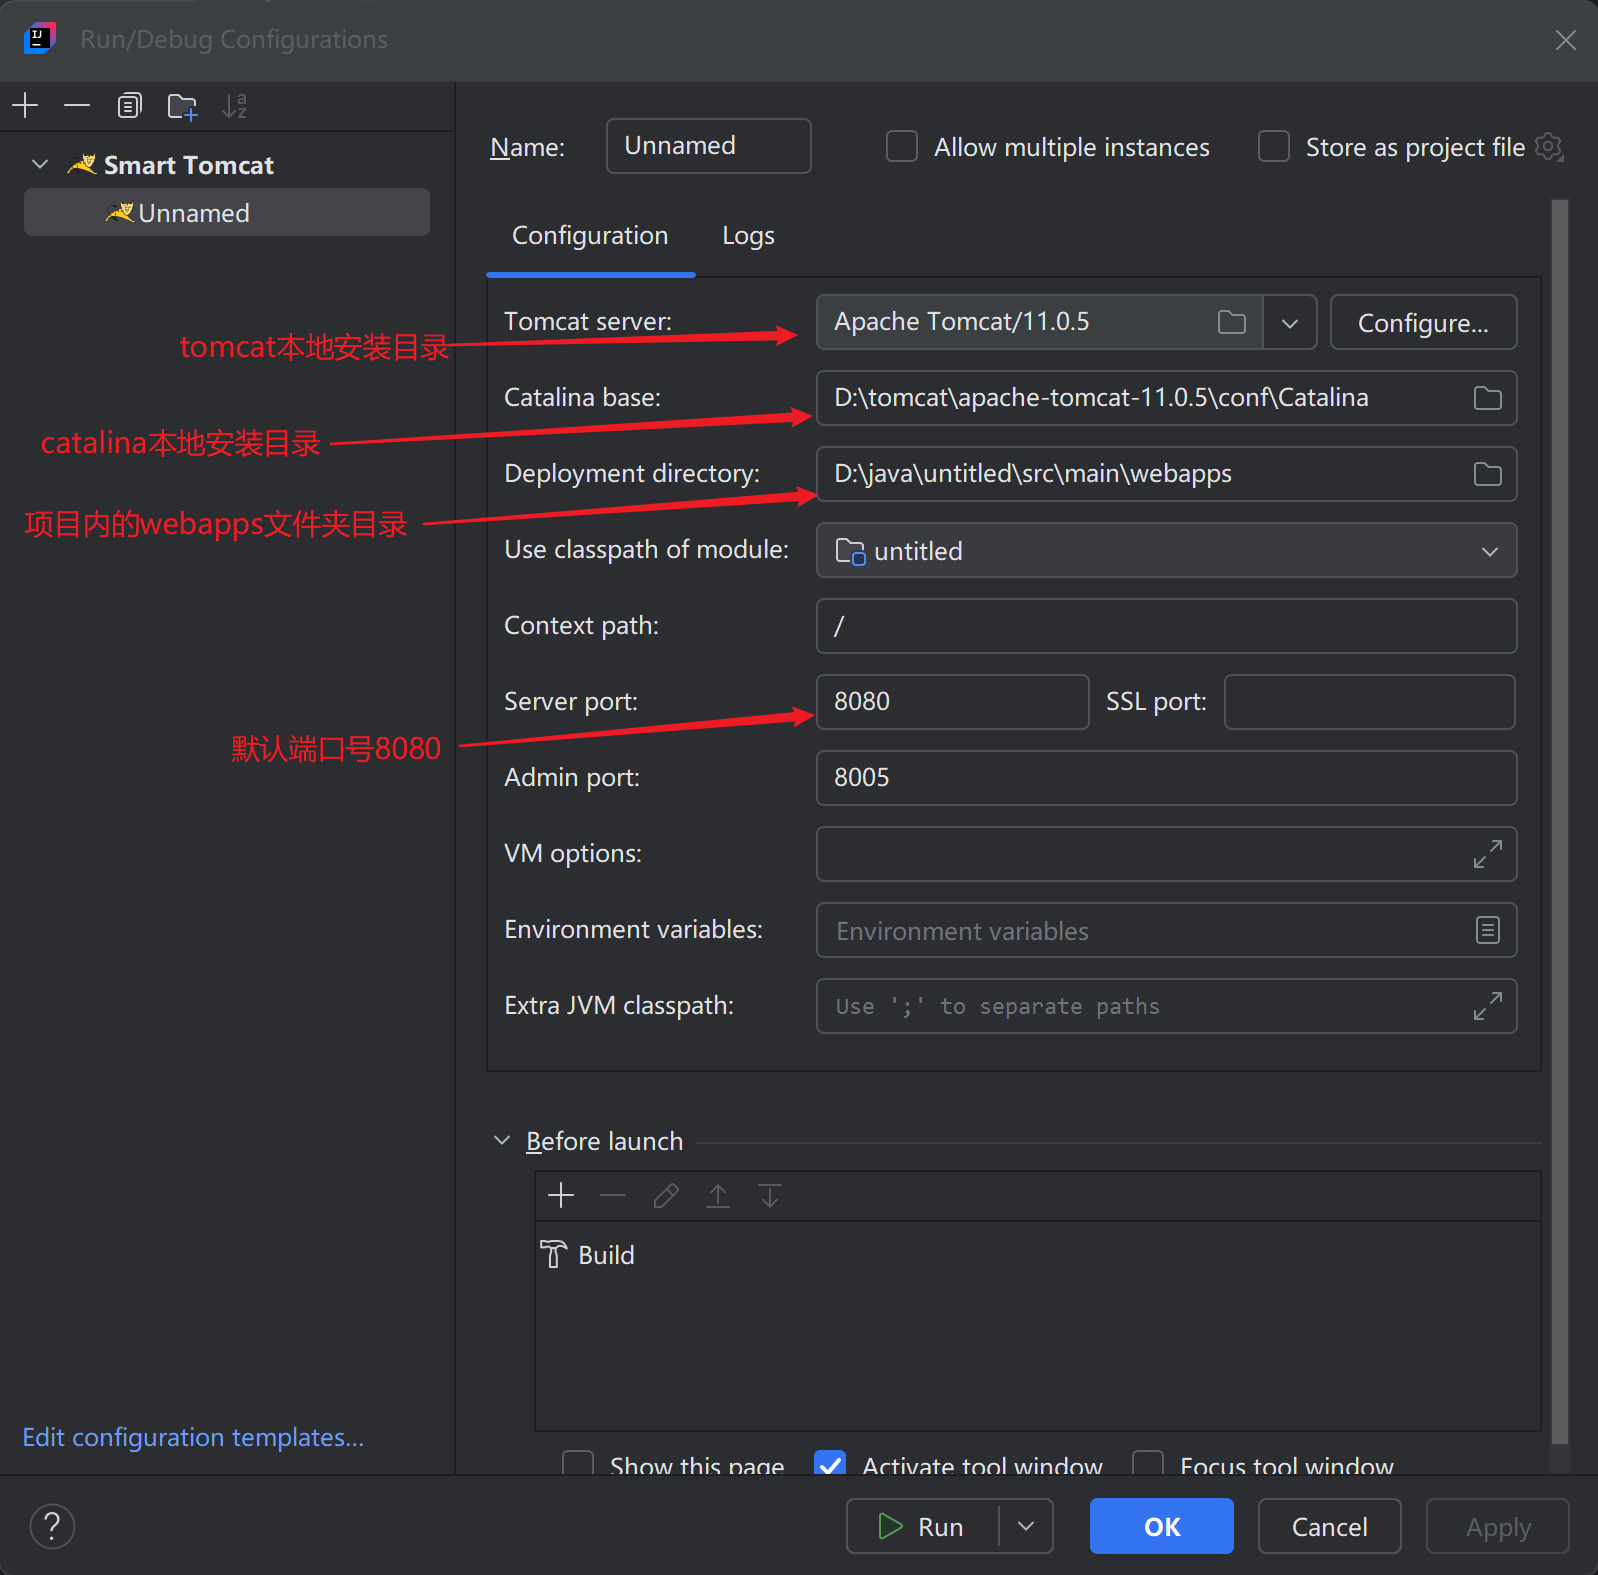 Run/Debug Configurations
Smart Tomcat
Unnamed
Name: Unnamed Allow multiple instances Store as project file
Configuration Logs
Tomcat server: Apache Tomcat/11.0.5 Configure...
tomcat本地安装目录
Catalina base: D:\tomcat\apache-tomcat-11.0.5\conf\Catalina
catalina本地安装目录
Deployment directory: D:\java\untitled\src\main\webapps
项目内的webapps文件夹目录
Use classpath of module: untitled
Context path: /
Server port: 8080 SSL port:
默认端口号8080
Admin port: 8005
VM options:
Environment variables: Environment variables
Extra JVM classpath: Use ';' to separate paths
Before launch
Build
Edit configuration templates...
Show this page Activate tool window Focus tool window
? Run OK Cancel Apply